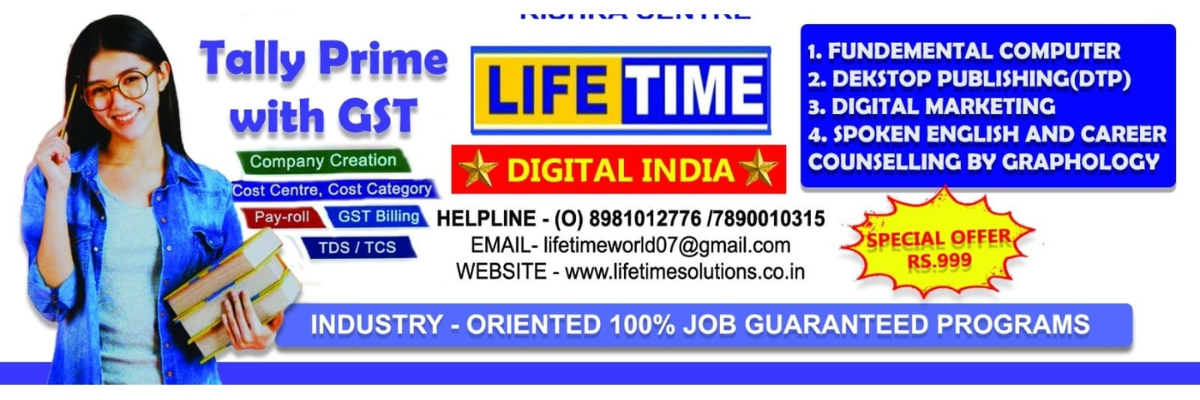 Tally Prime
with GST
Company Creation
Cost Centre, Cost Category
Pay-roll
GST Billing
TDS / TCS
CENTRE
LIFE TIME
DIGITAL INDIA
HELPLINE - (O) 8981012776 /7890010315
EMAIL- lifetimeworld07@gmail.com
WEBSITE - www.lifetimesolutions.co.in
1. FUNDEMENTAL COMPUTER
2. DEKSTOP PUBLISHING(DTP)
3. DIGITAL MARKETING
4. SPOKEN ENGLISH AND CAREER
COUNSELLING BY GRAPHOLOGY
SPECIAL OFFER
RS.999
INDUSTRY - ORIENTED 100% JOB GUARANTEED PROGRAMS